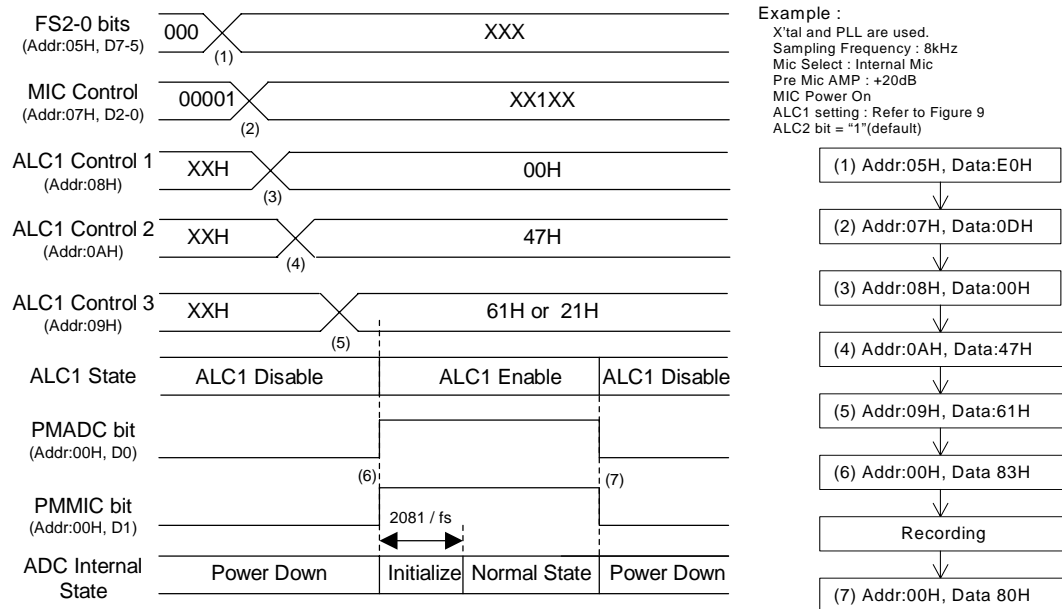 FS2-0 bits
(Addr:05H, D7-5)
000
XXX
(1)
MIC Control
(Addr:07H, D2-0)
00001
XX1XX
(2)
ALC1 Control 1
(Addr:08H)
XXH
00H
(3)
ALC1 Control 2
(Addr:0AH)
XXH
47H
(4)
ALC1 Control 3
(Addr:09H)
XXH
61H or 21H
(5)
ALC1 State
ALC1 Disable
ALC1 Enable
ALC1 Disable
PMADC bit
(Addr:00H, D0)
(6)
(7)
PMMIC bit
(Addr:00H, D1)
2081 / fs
ADC Internal
State
Power Down
Initialize
Normal State
Power Down
Example :
X'tal and PLL are used.
Sampling Frequency : 8kHz
Mic Select : Internal Mic
Pre Mic AMP : +20dB
MIC Power On
ALC1 setting : Refer to Figure 9
ALC2 bit = “1”(default)
(1) Addr:05H, Data:E0H
(2) Addr:07H, Data:0DH
(3) Addr:08H, Data:00H
(4) Addr:0AH, Data:47H
(5) Addr:09H, Data:61H
(6) Addr:00H, Data 83H
Recording
(7) Addr:00H, Data 80H